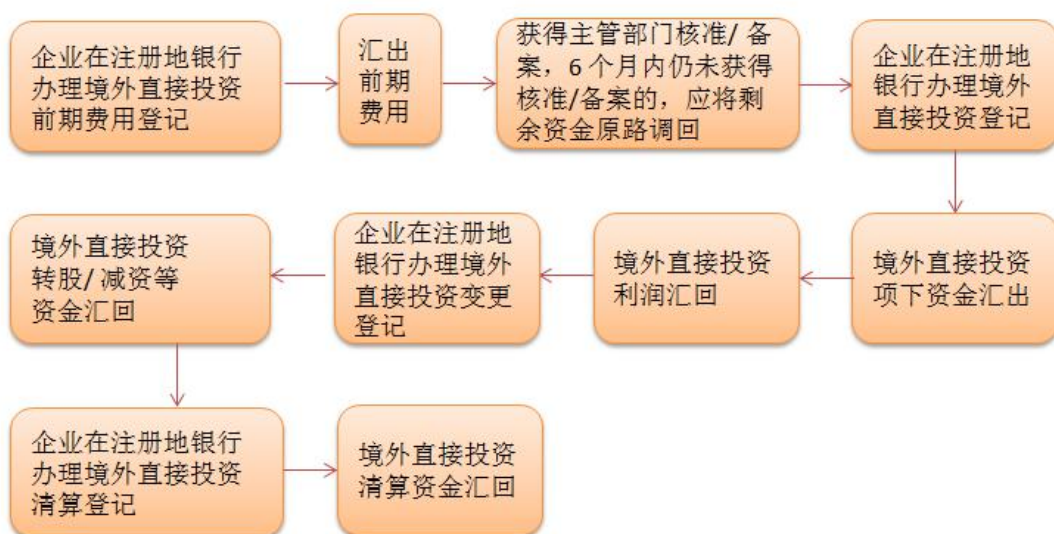 企业在注册地银行
办理境外直接投资
前期费用登记
汇出
前期
费用
获得主管部门核准/ 备
案，6 个月内仍未获得
核准/备案的，应将剩
余资金原路调回
企业在注册地
银行办理境外
直接投资登记
境外直接投资
项下资金汇出
境外直接投资
利润汇回
企业在注册地
银行办理境外
直接投资变更
登记
境外直接投资
转股/ 减资等
资金汇回
企业在注册地银行
办理境外直接投资
清算登记
境外直接投资
清算资金汇回